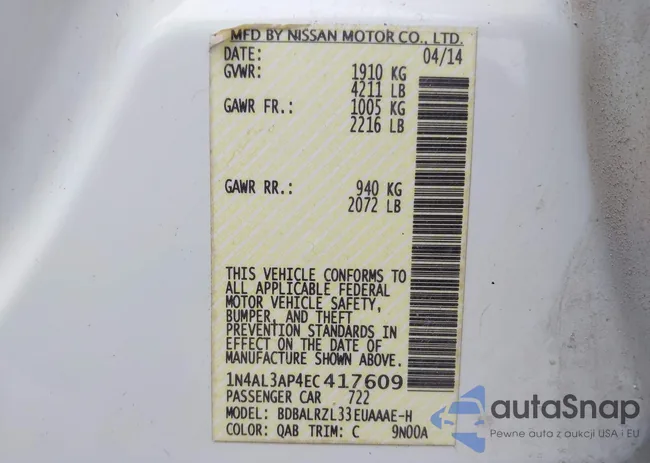 MFD BY NISSAN MOTOR CO., LTD.
DATE: 04/14
GVWR: 1910 KG
4211 LB
GAWR FR.: 1005 KG
2216 LB
GAWR RR.: 940 KG
2072 LB
THIS VEHICLE CONFORMS TO
ALL APPLICABLE FEDERAL
MOTOR VEHICLE SAFETY,
BUMPER, AND THEFT
PREVENTION STANDARDS IN
EFFECT ON THE DATE OF
MANUFACTURE SHOWN ABOVE.
1N4AL3AP4EC417609
PASSENGER CAR 722
MODEL: BDBALRZL33EUAAAE-H
COLOR: QAB TRIM: C 9N00A
autoSnap
Pewne auta z aukcji USA i EU